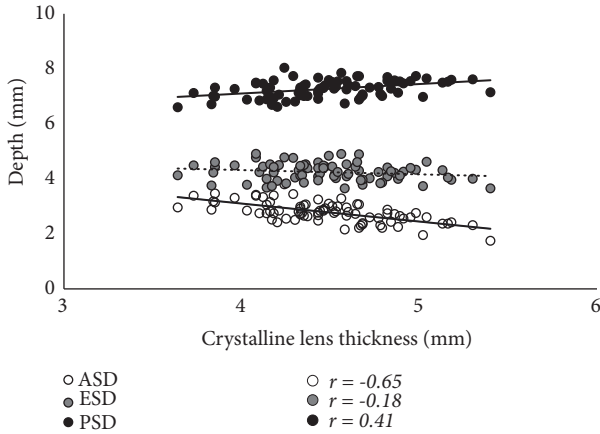 10
8
6
4
2
0
Depth (mm)
3 4 5 6
Crystalline lens thickness (mm)
ASD r = -0.65
ESD r = -0.18
PSD r = 0.41